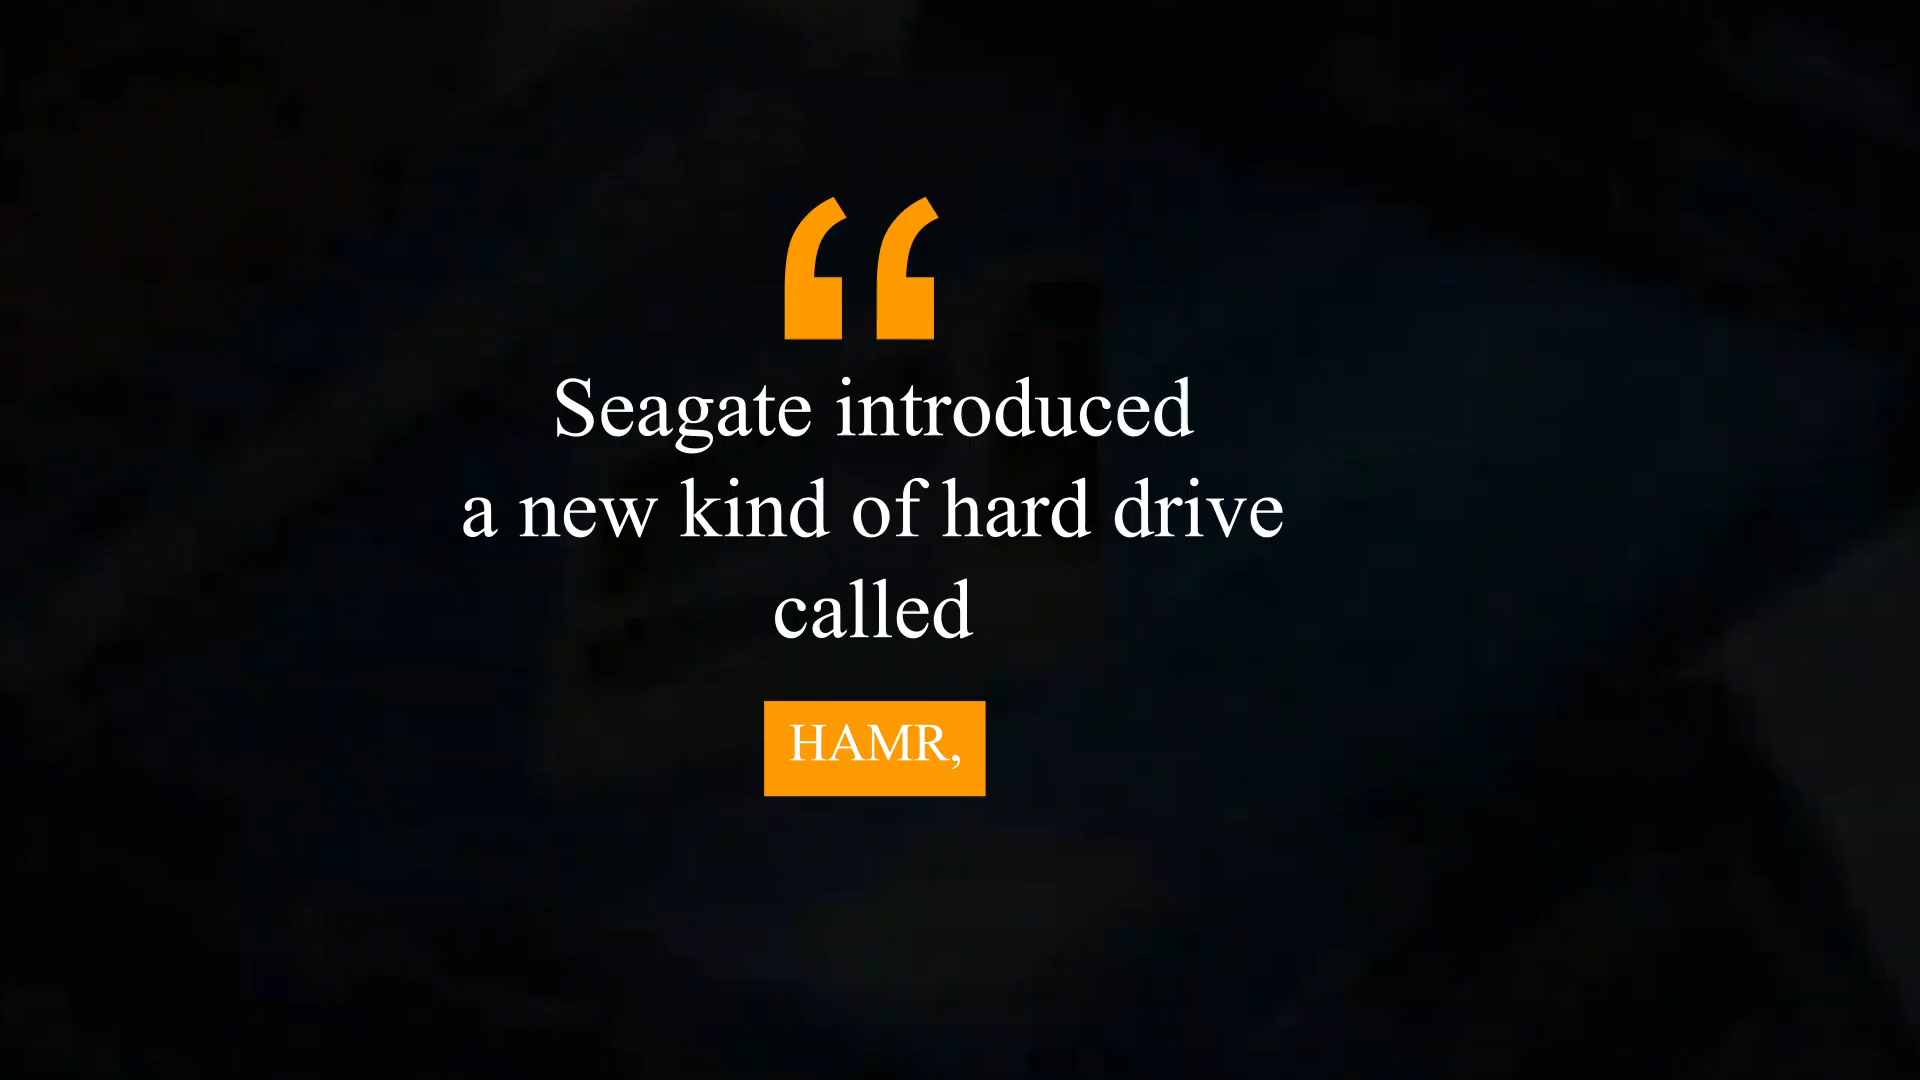 “
Seagate introduced
a new kind of hard drive
called
HAMR,